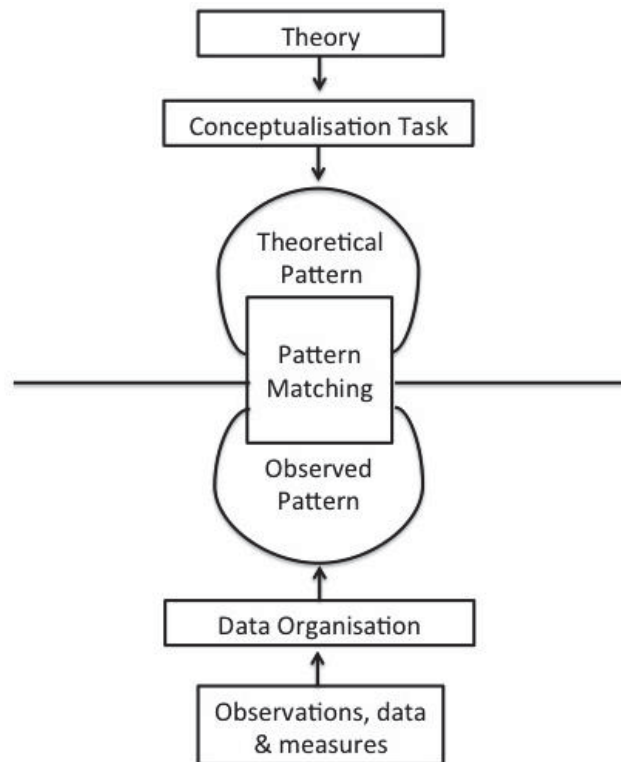 Theory
Conceptualisation Task
Theoretical
Pattern
Pattern
Matching
Observed
Pattern
Data Organisation
Observations, data
& measures